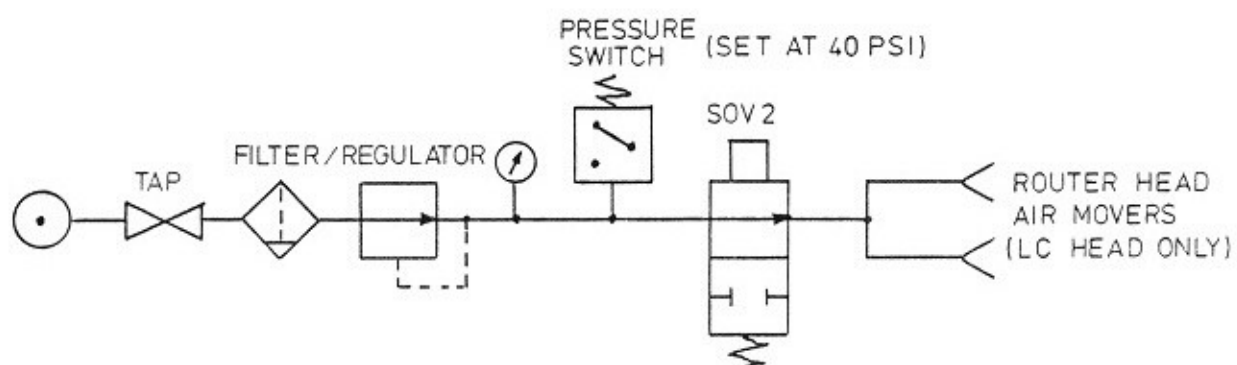 PRESSURE
SWITCH
(SET AT 40 PSI)
SOV 2
FILTER/REGULATOR
TAP
ROUTER HEAD
AIR MOVERS
(LC HEAD ONLY)